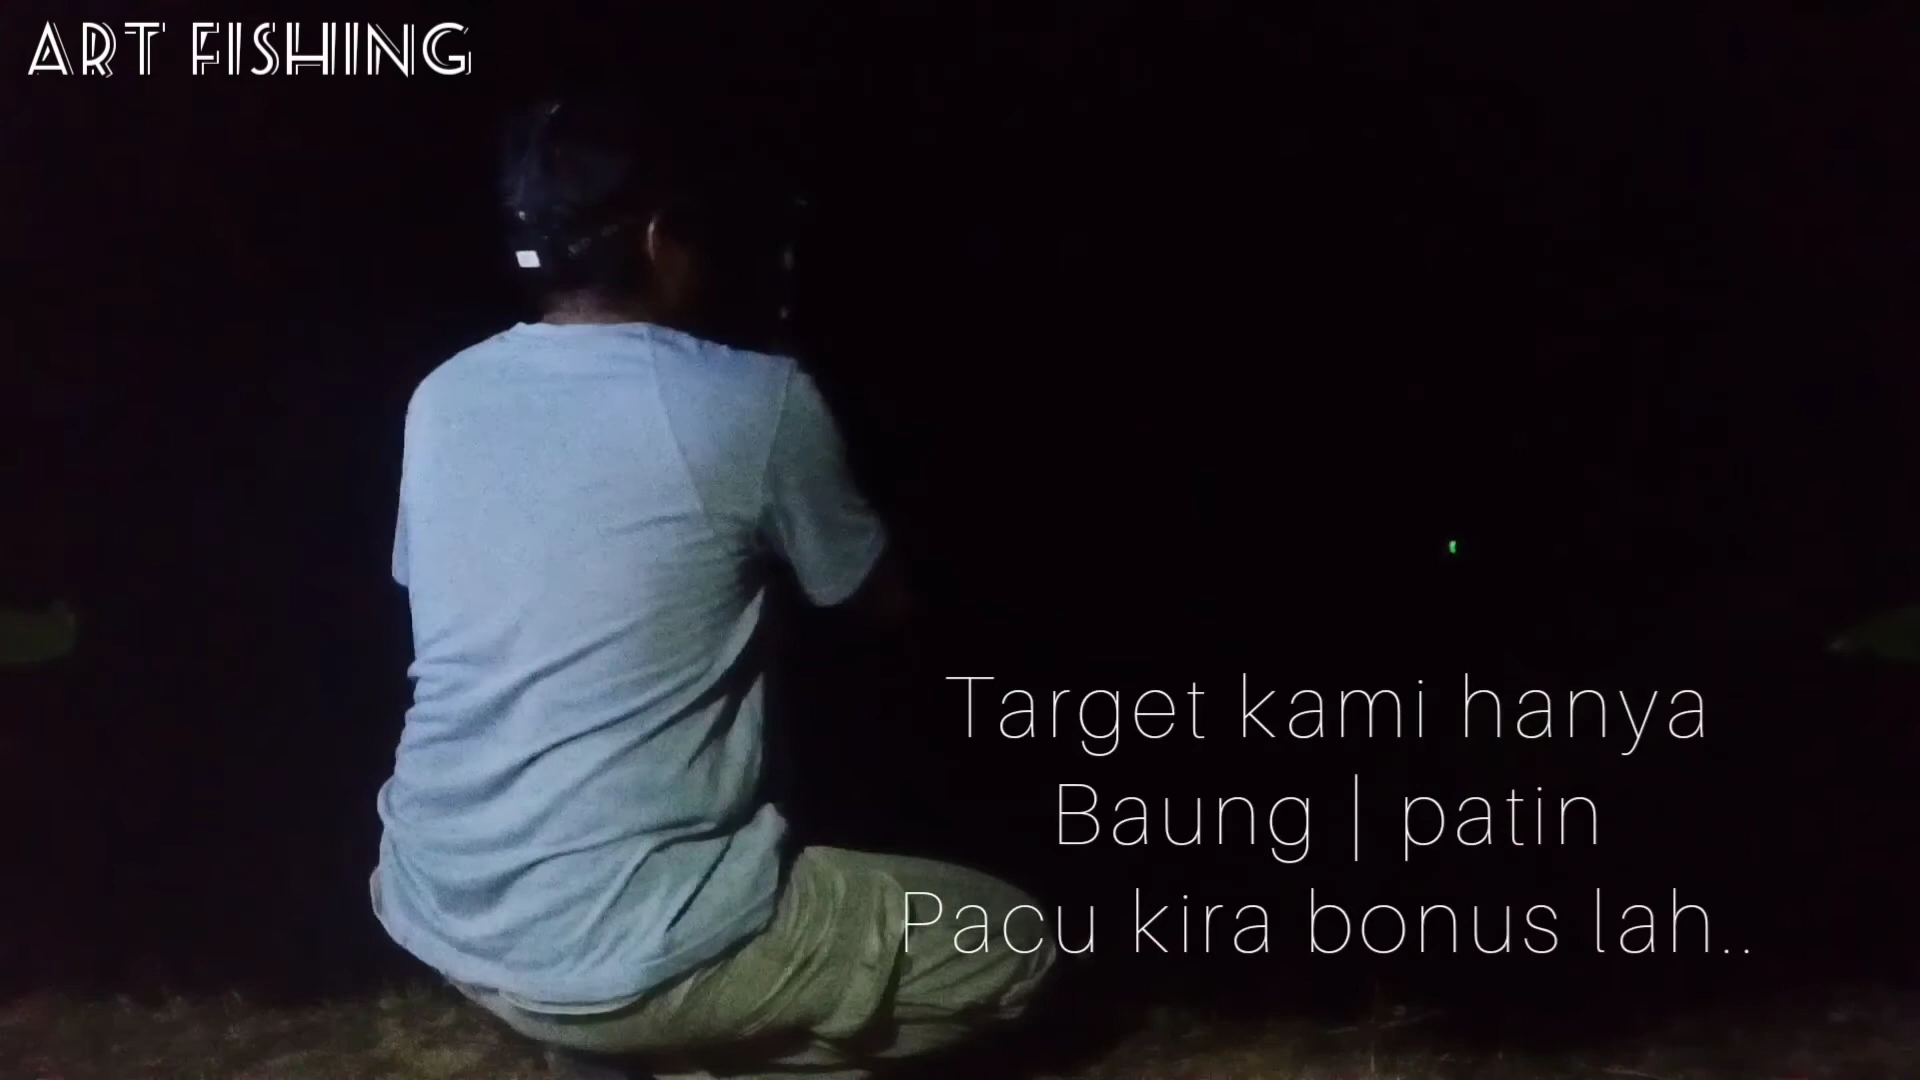 ART FISHING
Target kami hanya
Baung | patin
Pacu kira bonus lah..